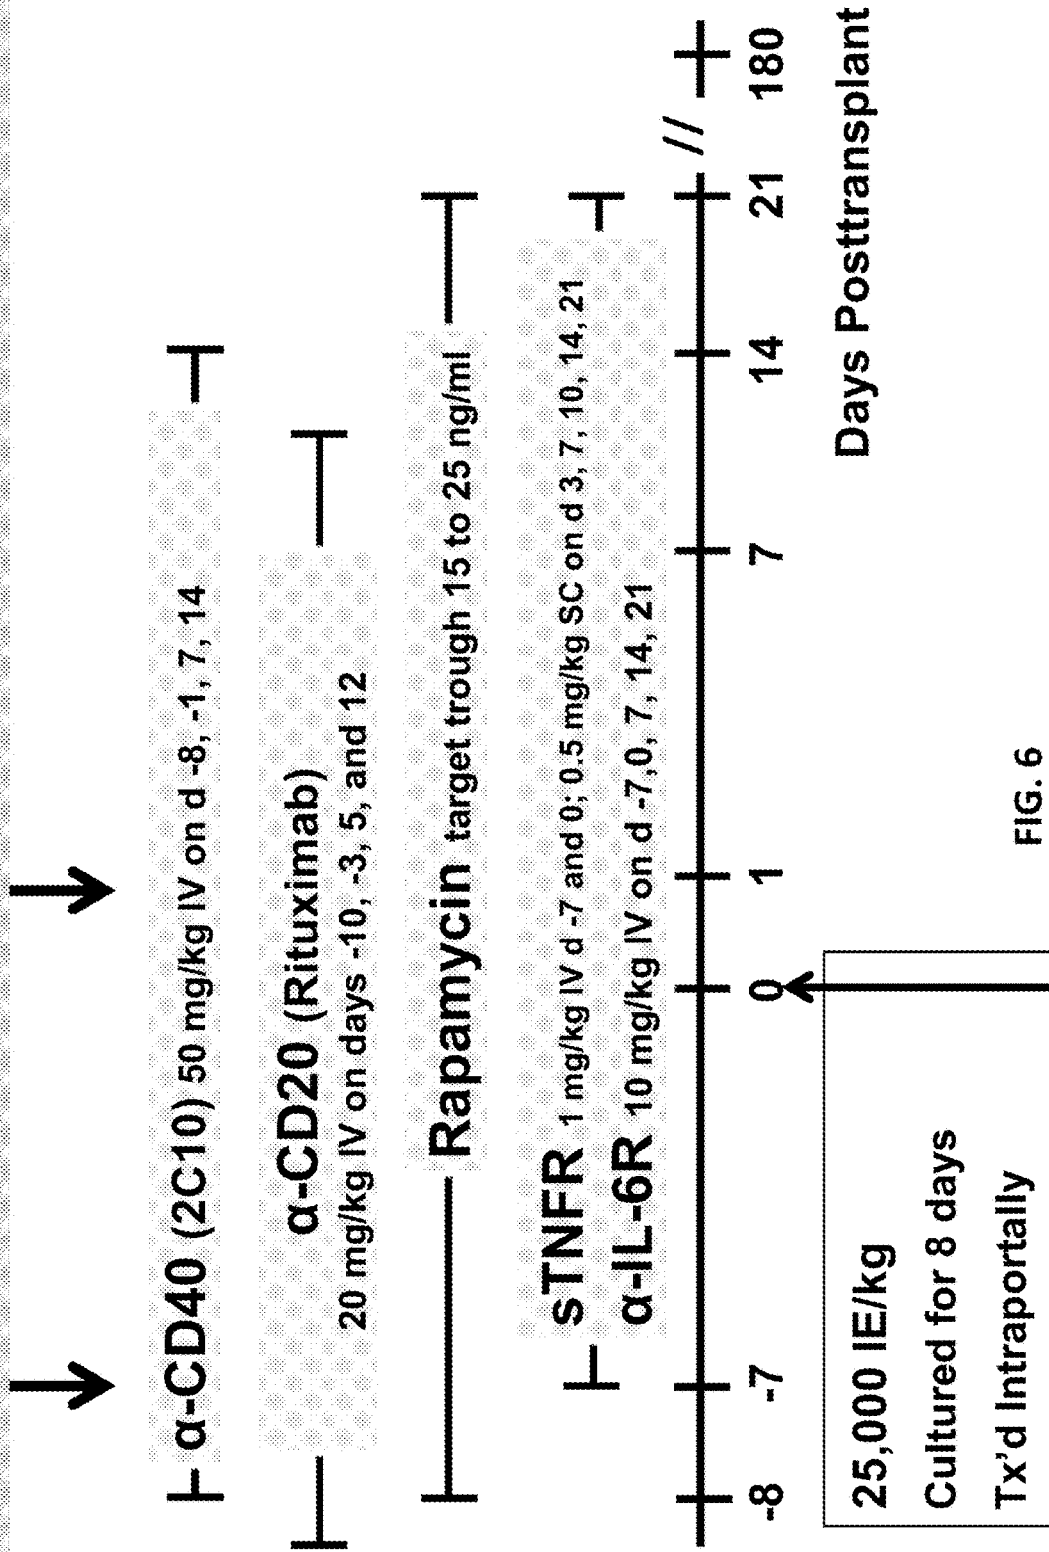 α-CD40 (2C10) 50 mg/kg IV on d -8, -1, 7, 14
α-CD20 (Rituximab)
20 mg/kg IV on days -10, -3, 5, and 12
Rapamycin target trough 15 to 25 ng/ml
sTNFR 1 mg/kg IV d -7 and 0; 0.5 mg/kg SC on d 3, 7, 10, 14, 21
α-IL-6R 10 mg/kg IV on d -7,0, 7, 14, 21
-8 -7 0 1 7 14 21 // 180
Days Posttransplant
25,000 IE/kg
Cultured for 8 days
Tx'd Intraportally
FIG. 6